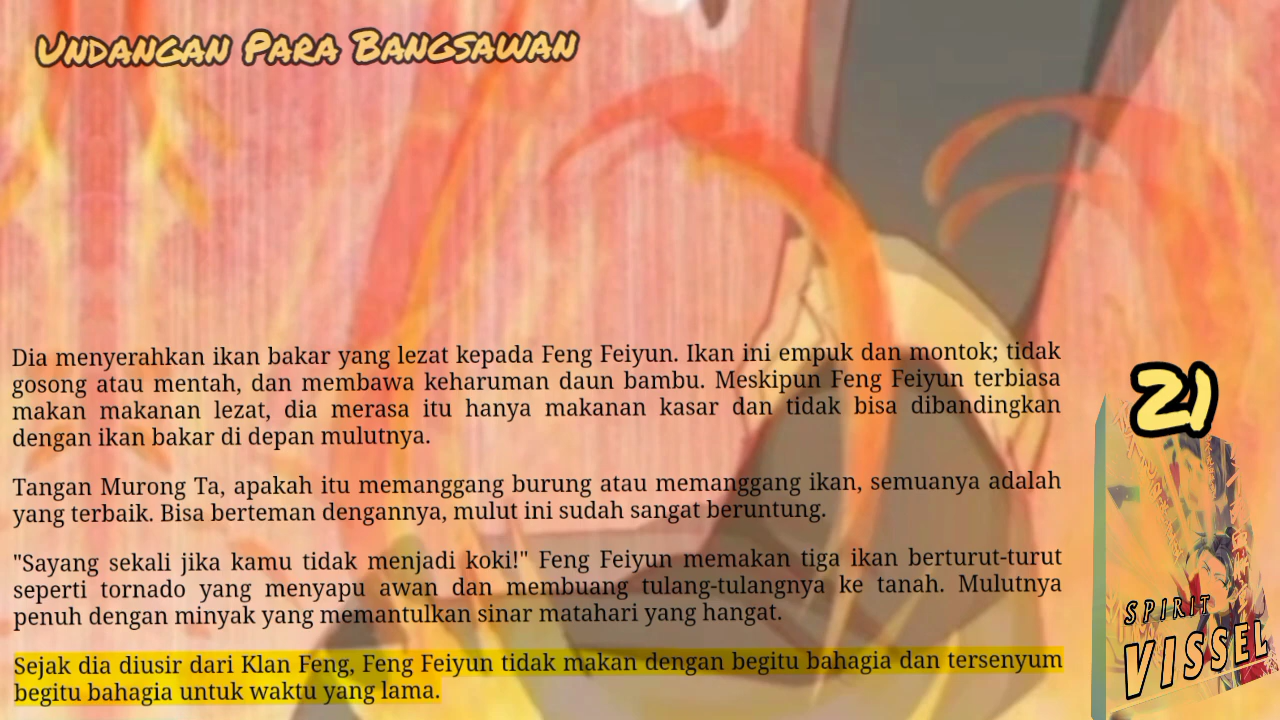 Undangan Para Bangsawan
Dia menyerahkan ikan bakar yang lezat kepada Feng Feiyun. Ikan ini empuk dan montok; tidak
gosong atau mentah, dan membawa keharuman daun bambu. Meskipun Feng Feiyun terbiasa
makan makanan lezat, dia merasa itu hanya makanan kasar dan tidak bisa dibandingkan
dengan ikan bakar di depan mulutnya.
Tangan Murong Ta, apakah itu memanggang burung atau memanggang ikan, semuanya adalah
yang terbaik. Bisa berteman dengannya, mulut ini sudah sangat beruntung.
"Sayang sekali jika kamu tidak menjadi koki!" Feng Feiyun memakan tiga ikan berturut-turut
seperti tornado yang menyapu awan dan membuang tulang-tulangnya ke tanah. Mulutnya
penuh dengan minyak yang memantulkan sinar matahari yang hangat.
Sejak dia diusir dari Klan Feng, Feng Feiyun tidak makan dengan begitu bahagia dan tersenyum
begitu bahagia untuk waktu yang lama.
21
SPIRIT
VISSEL